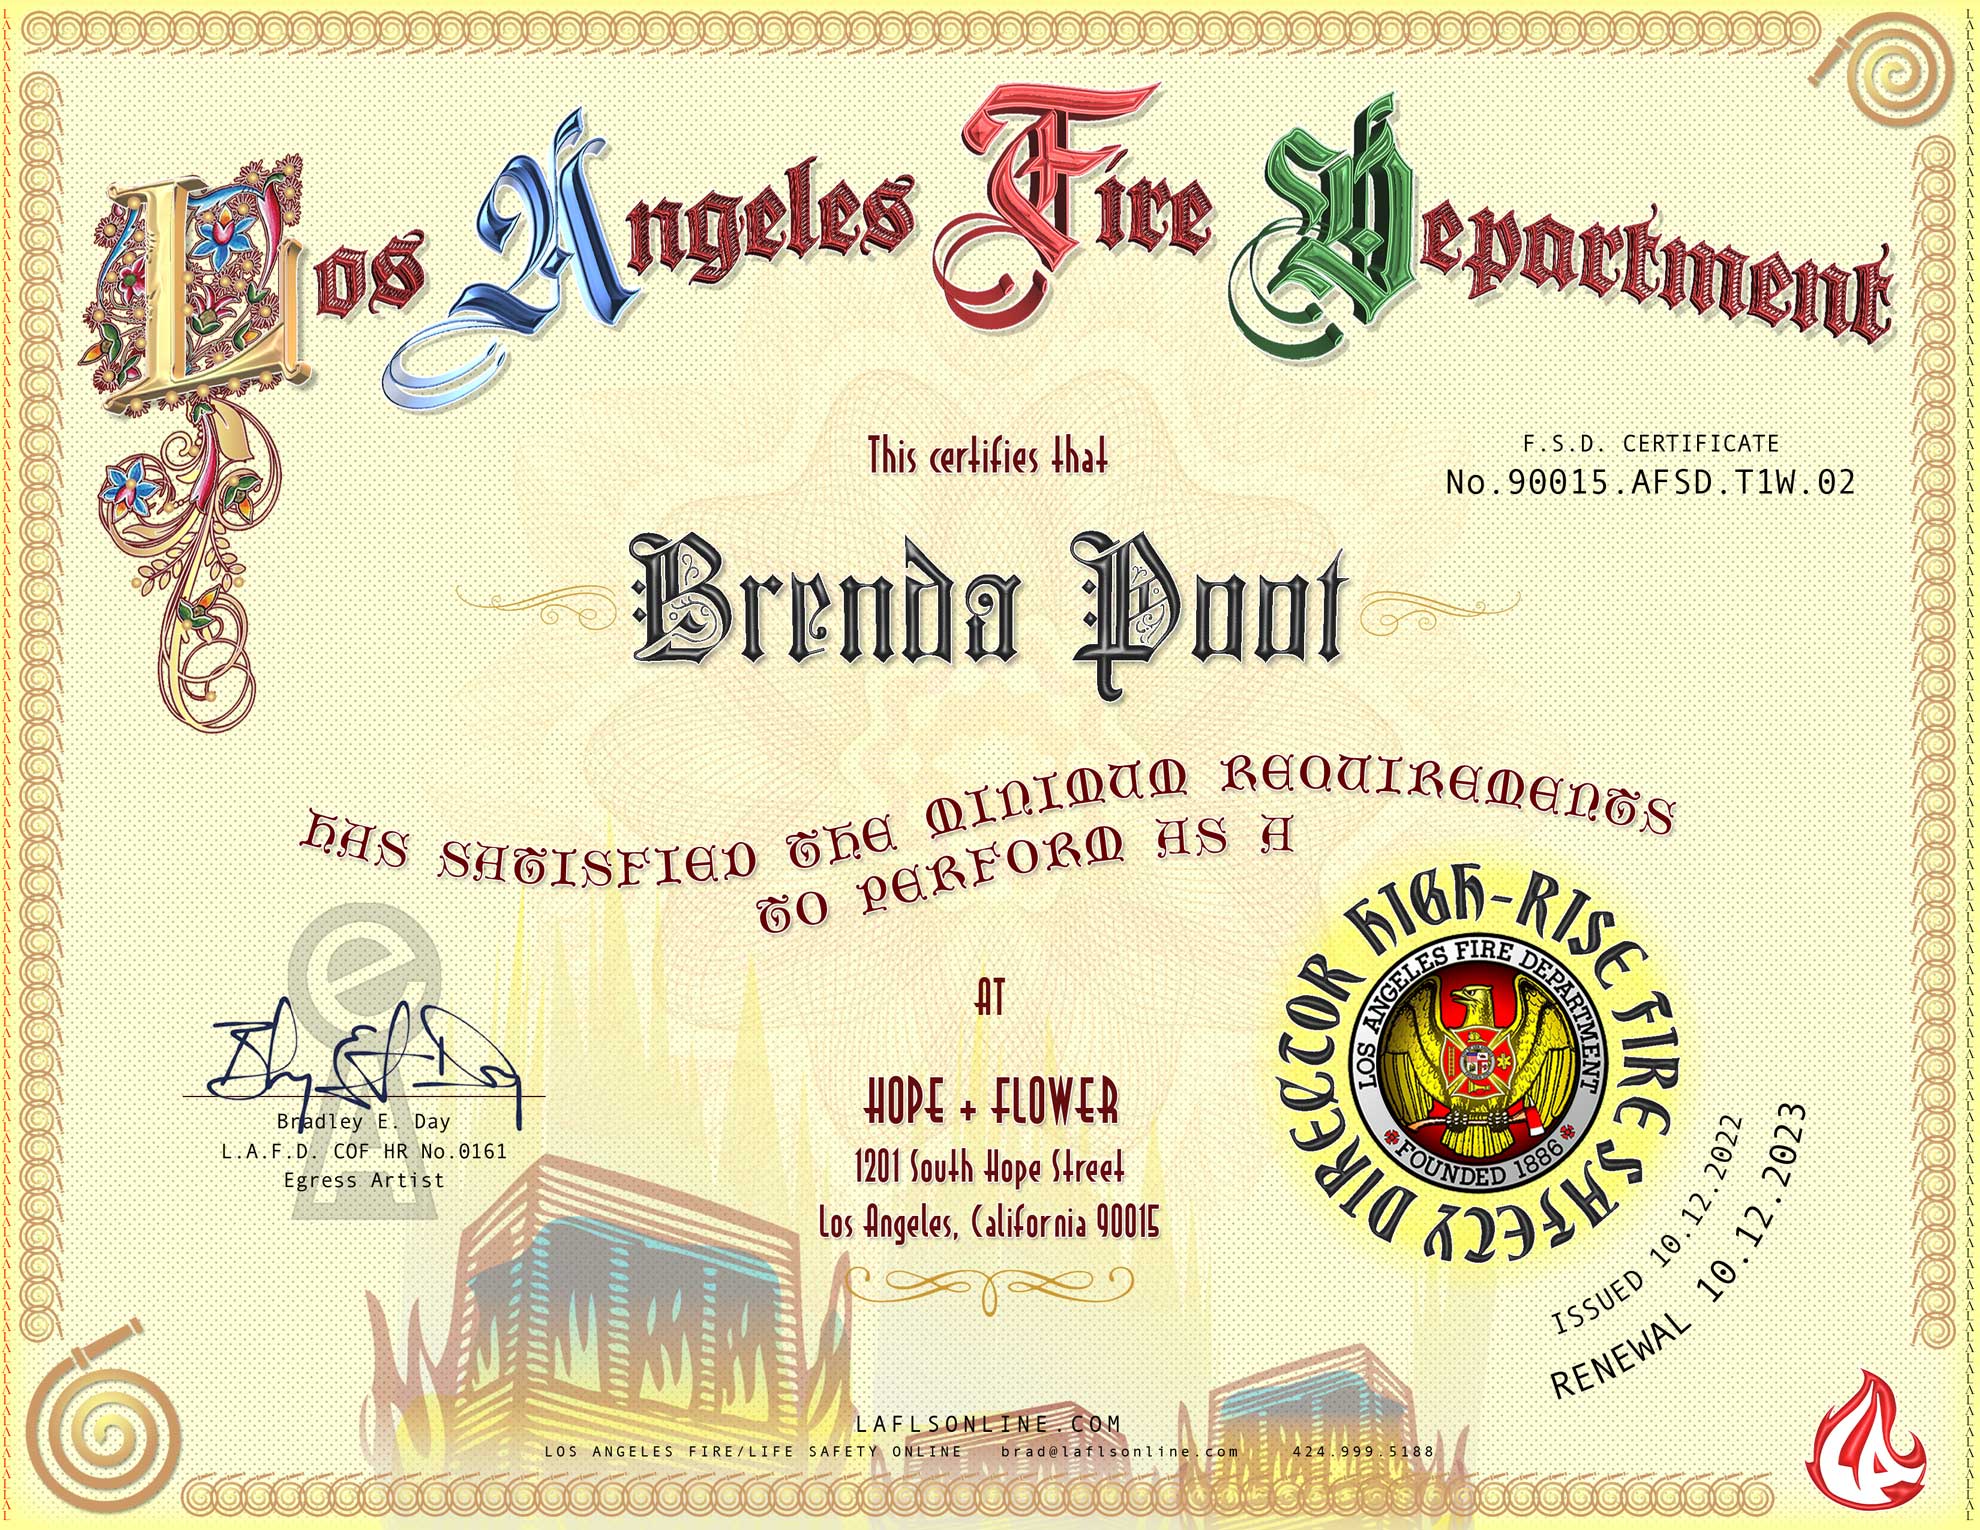 Los Angeles Fire Department
This certifies that
F.S.D. CERTIFICATE
No.90015.AFSD.T1W.02
Brenda Poot
HAS SATISFIED THE MINIMUM REQUIREMENTS
TO PERFORM AS A
HIGH-RISE FIRE SAFETY DIRECTOR
LOS ANGELES FIRE DEPARTMENT
FOUNDED 1886
AT
HOPE + FLOWER
1201 South Hope Street
Los Angeles, California 90015
Bradley E. Day
L.A.F.D. COF HR No.0161
Egress Artist
ISSUED 10.12.2022
RENEWAL 10.12.2023
LAFLSONLINE.COM
LOS ANGELES FIRE/LIFE SAFETY ONLINE brad@laflsonline.com 424.999.5188
LA